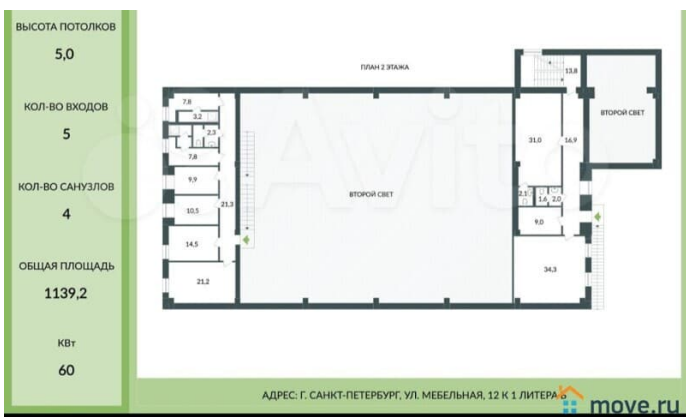 ВЫСОТА ПОТОЛКОВ
5,0
КОЛ-ВО ВХОДОВ
5
КОЛ-ВО САНУЗЛОВ
4
ОБЩАЯ ПЛОЩАДЬ
1139,2
КВт
60
ПЛАН 2 ЭТАЖА
13,8
7,8
3,2
2,3
7,8
9,9
10,5
21,3
14,5
21,2
ВТОРОЙ СВЕТ
31,0
16,9
ВТОРОЙ СВЕТ
2,1
1,6
2,0
9,0
34,3
Avito
АДРЕС: Г. САНКТ-ПЕТЕРБУРГ, УЛ. МЕБЕЛЬНАЯ, 12 К 1 ЛИТЕРА Б
move.ru